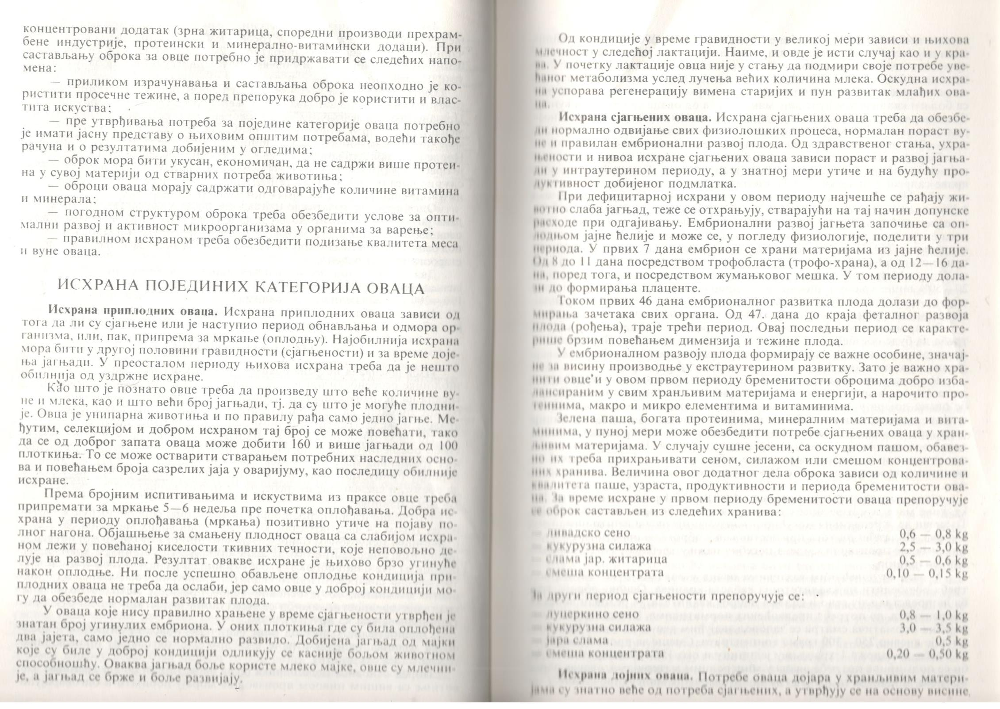 концентровани додатак (зрна житарица, споредни производи прехрам-
бене индустрије, протеински и минерално-витамински додаци). При
састављању оброка за овце потребно је придржавати се следећих напо-
мена:
— приликом израчунавања и састављања оброка неопходно је ко-
ристити просечне тежине, а поред препорука добро је користити и влас-
тита искуства;
— пре утврђивања потреба за поједине категорије оваца потребно
је имати јасну представу о њиховим општим потребама, водећи такође
рачуна и о резултатима добијеним у огледима;
— оброк мора бити укусан, економичан, да не садржи више протеи-
на у сувој материји од стварних потреба животиња;
— оброци оваца морају садржати одговарајуће количине витамина
и минерала;
— погодном структуром оброка треба обезбедити услове за опти-
мални развој и активност микроорганизама у органима за варење;
— правилном исхраном треба обезбедити подизање квалитета меса
и вуне оваца.
ИСХРАНА ПОЈЕДИНИХ КАТЕГОРИЈА ОВАЦА
Исхрана приплодних оваца. Исхрана приплодних оваца зависи од
тога да ли су сјагњене или је наступио период обнављања и одмора ор-
ганизма, или, пак, припрема за мркање (оплодњу). Најобилнија исхрана
мора бити у другој половини гравидности (сјагњености) и за време доје-
ња јагњади. У преосталом периоду њихова исхрана треба да је нешто
обилнија од уздржне исхране.
Као што је познато овце треба да произведу што веће количине ву-
не и млека, као и што већи број јагњади, тј. да су што је могуће плодни-
је. Овца је унипарна животиња и по правилу рађа само једно јагње. Ме-
ђутим, селекцијом и добром исхраном тај број се може повећати, тако
да се од доброг запата оваца може добити 160 и више јагњади од 100
плоткиња. То се може остварити стварањем потребних наследних осно-
ва и повећањем броја сазрелих јаја у оваријуму, као последицу обилније
исхране.
Према бројним испитивањима и искуствима из праксе овце треба
припремати за мркање 5—6 недеља пре почетка оплођавања. Добра ис-
храна у периоду оплођавања (мркања) позитивно утиче на појаву по-
лног нагона. Објашњење за смањену плодност оваца са слабијом исхра-
ном лежи у повећаној киселости ткивних течности, које неповољно де-
лује на развој плода. Резултат овакве исхране је њихово брзо угинуће
након оплодње. Ни после успешно обављене оплодње кондиција при-
плодних оваца не треба да ослаби, јер само овце у доброј кондицији мо-
гу да обезбеде нормалан развитак плода.
У оваца које нису правилно храњене у време сјагњености утврђен је
знатан број угинулих ембриона. У оних плоткиња где су била оплођена
два јајета, само једно се нормално развило. Добијена јагњад од мајки
које су биле у доброј кондицији одликују се касније бољом животном
способношћу. Оваква јагњад боље користе млеко мајке, овце су млечни-
је, а јагњад се брже и боље развијају.
Од кондиције у време гравидности у великој мери зависи и њихова
млечност у следећој лактацији. Наиме, и овде је исти случај као и у кра-
ва. У почетку лактације овца није у стању да подмири своје потребе уве-
ћаног метаболизма услед лучења већих количина млека. Оскудна исхра-
на успорава регенерацију вимена старијих и пун развитак млађих ова-
ца.
Исхрана сјагњених оваца. Исхрана сјагњених оваца треба да обезбе-
ди нормално одвијање свих физиолошких процеса, нормалан пораст ву-
не и правилан ембрионални развој плода. Од здравственог стања, ухра-
њености и нивоа исхране сјагњених оваца зависи пораст и развој јагња-
ди у интраутерином периоду, а у знатној мери утиче и на будућу про-
дуктивност добијеног подмлатка.
При дефицитарној исхрани у овом периоду најчешће се рађају жи-
вотно слаба јагњад, теже се отхрањују, стварајући на тај начин допунске
расходе при одгајивању. Ембрионални развој јагњета започиње са оп-
лодњом јајне ћелије и може се, у погледу физиологије, поделити у три
периода. У првих 7 дана ембрион се храни материјама из јајне ћелије.
Од 8 до 11 дана посредством трофобласта (трофо-храна), а од 12—16 да-
на, поред тога, и посредством жумањковог мешка. У том периоду дола-
зи до формирања плаценте.
Током првих 46 дана ембрионалног развитка плода долази до фор-
мирања зачетака свих органа. Од 47. дана до краја феталног развоја
плода (рођења), траје трећи период. Овај последњи период се каракте-
рише брзим повећањем димензија и тежине плода.
У ембрионалном развоју плода формирају се важне особине, значај-
не за висину производње у екстраутерином развитку. Зато је важно хра-
нити овце и у овом првом периоду бременитости оброцима добро изба-
лансираним у свим хранљивим материјама и енергији, а нарочито про-
теинима, макро и микро елементима и витаминима.
Зелена паша, богата протеинима, минералним материјама и вита-
минима, у пуној мери може обезбедити потребе сјагњених оваца у хран-
љивим материјама. У случају сушне јесени, са оскудном пашом, обавез-
но их треба прихрањивати сеном, силажом или смешом концентрова-
них хранива. Величина овог додатног дела оброка зависи од количине и
квалитета паше, узраста, продуктивности и периода бременитости ова-
ца. За време исхране у првом периоду бременитости оваца препоручује
се оброк састављен из следећих хранива:
— ливадско сено 0,6 — 0,8 kg
— кукурузна силажа 2,5 — 3,0 kg
— слама јар. житарица 0,5 — 0,6 kg
— смеша концентрата 0,10 — 0,15 kg
За други период сјагњености препоручује се:
— луцеркино сено 0,8 — 1,0 kg
— кукурузна силажа 3,0 — 3,5 kg
— јара слама 0,5 kg
— смеша концентрата 0,20 — 0,50 kg
Исхрана дојних оваца. Потребе оваца дојара у хранљивим матери-
јама су знатно веће од потреба сјагњених, а утврђују се на основу висине